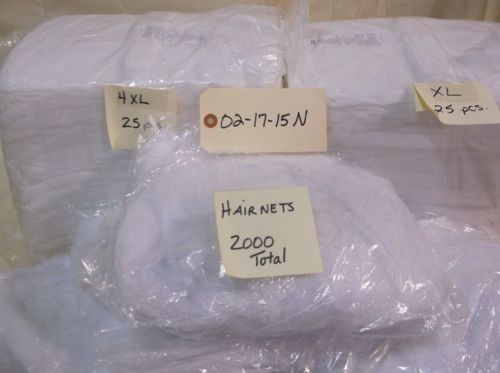 4XL
25 pcs.
02-17-15N
XL
25 pcs.
HAIRNETS
2000
Total